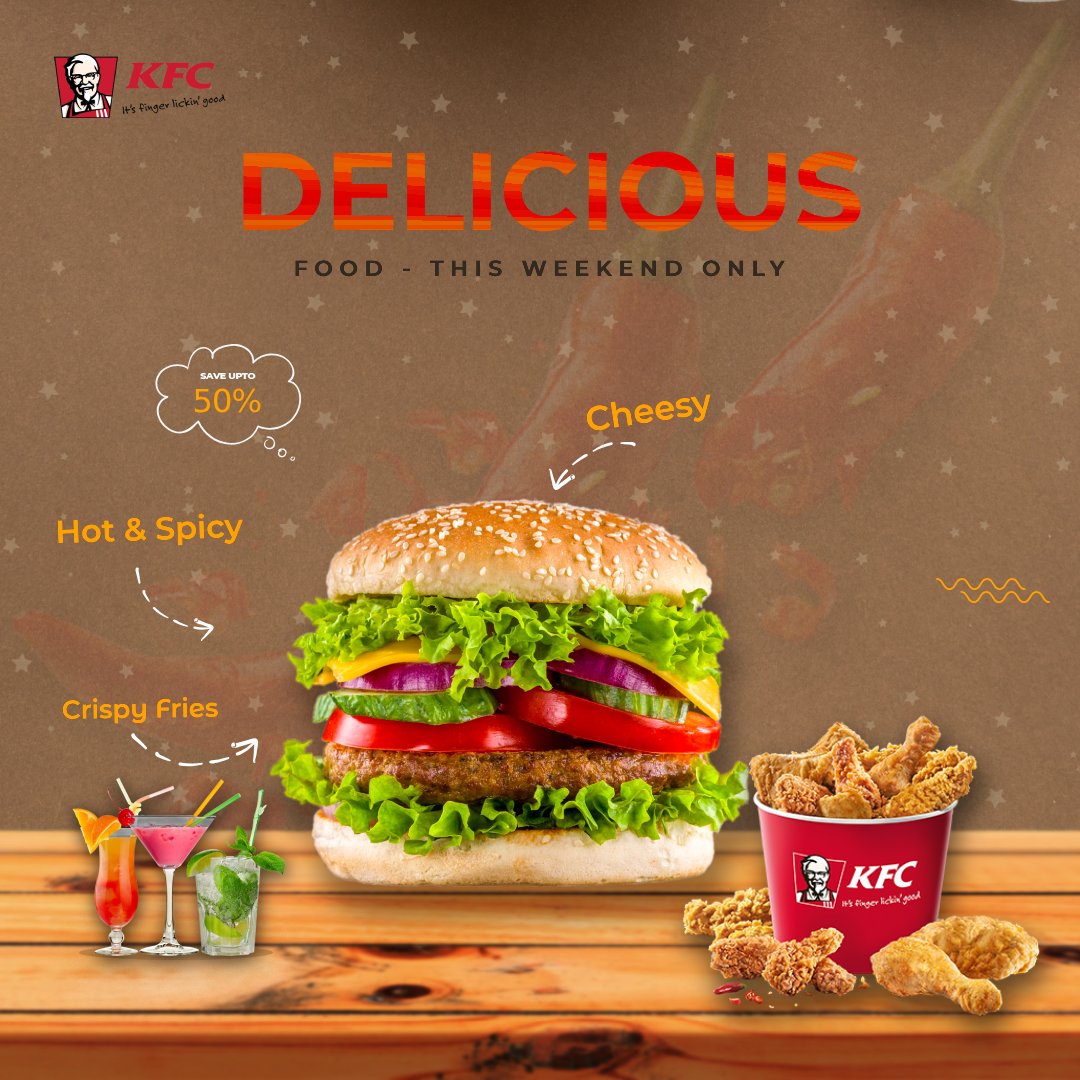 KFC
It's finger lickin' good
DELICIOUS
FOOD - THIS WEEKEND ONLY
SAVE UPTO
50%
Cheesy
Hot & Spicy
Crispy Fries
KFC
It's finger lickin' good